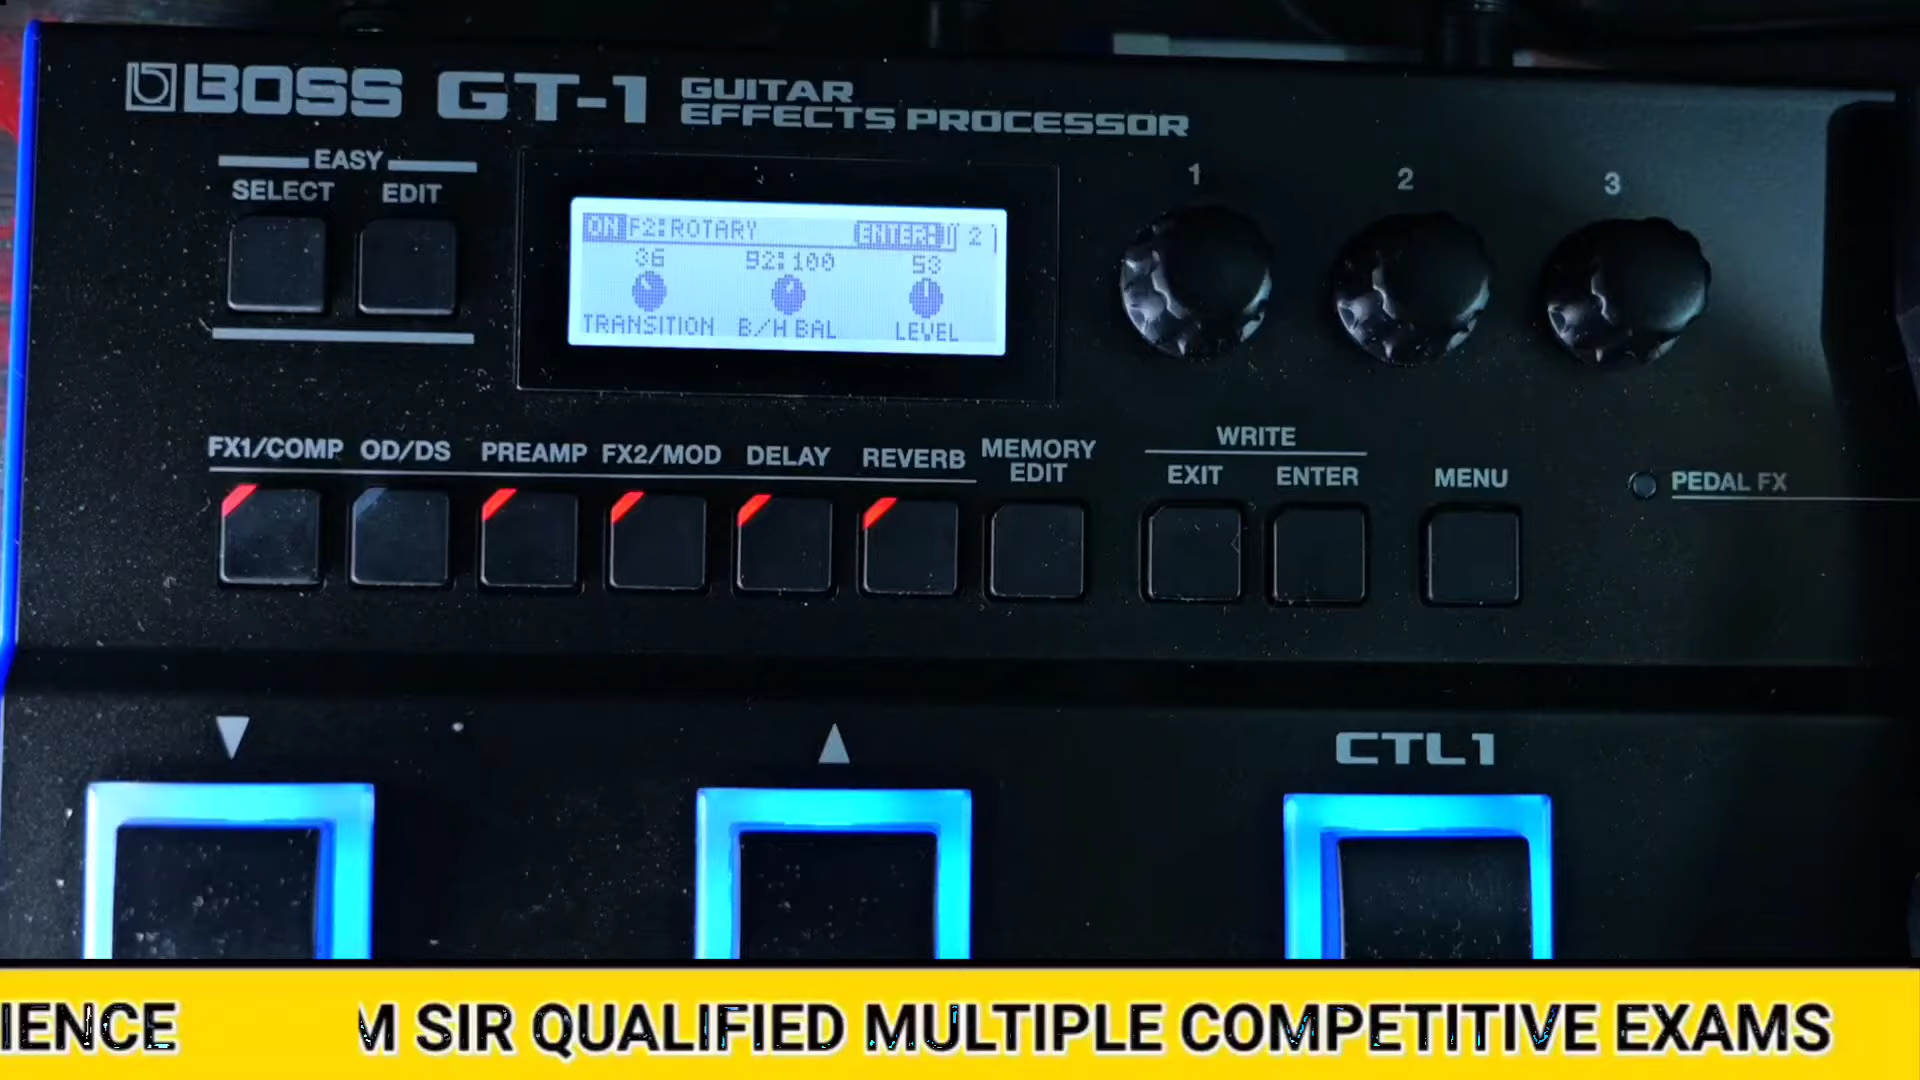 BOSS GT-1 GUITAR
EFFECTS PROCESSOR
EASY
SELECT EDIT
1 2 3
ON F2:ROTARY ENTER: 2
36 92:100 53
TRANSITION B/H BAL LEVEL
FX1/COMP OD/DS PREAMP FX2/MOD DELAY REVERB MEMORY
EDIT
WRITE
EXIT ENTER MENU
PEDAL FX
CTL1
IENCE M SIR QUALIFIED MULTIPLE COMPETITIVE EXAMS